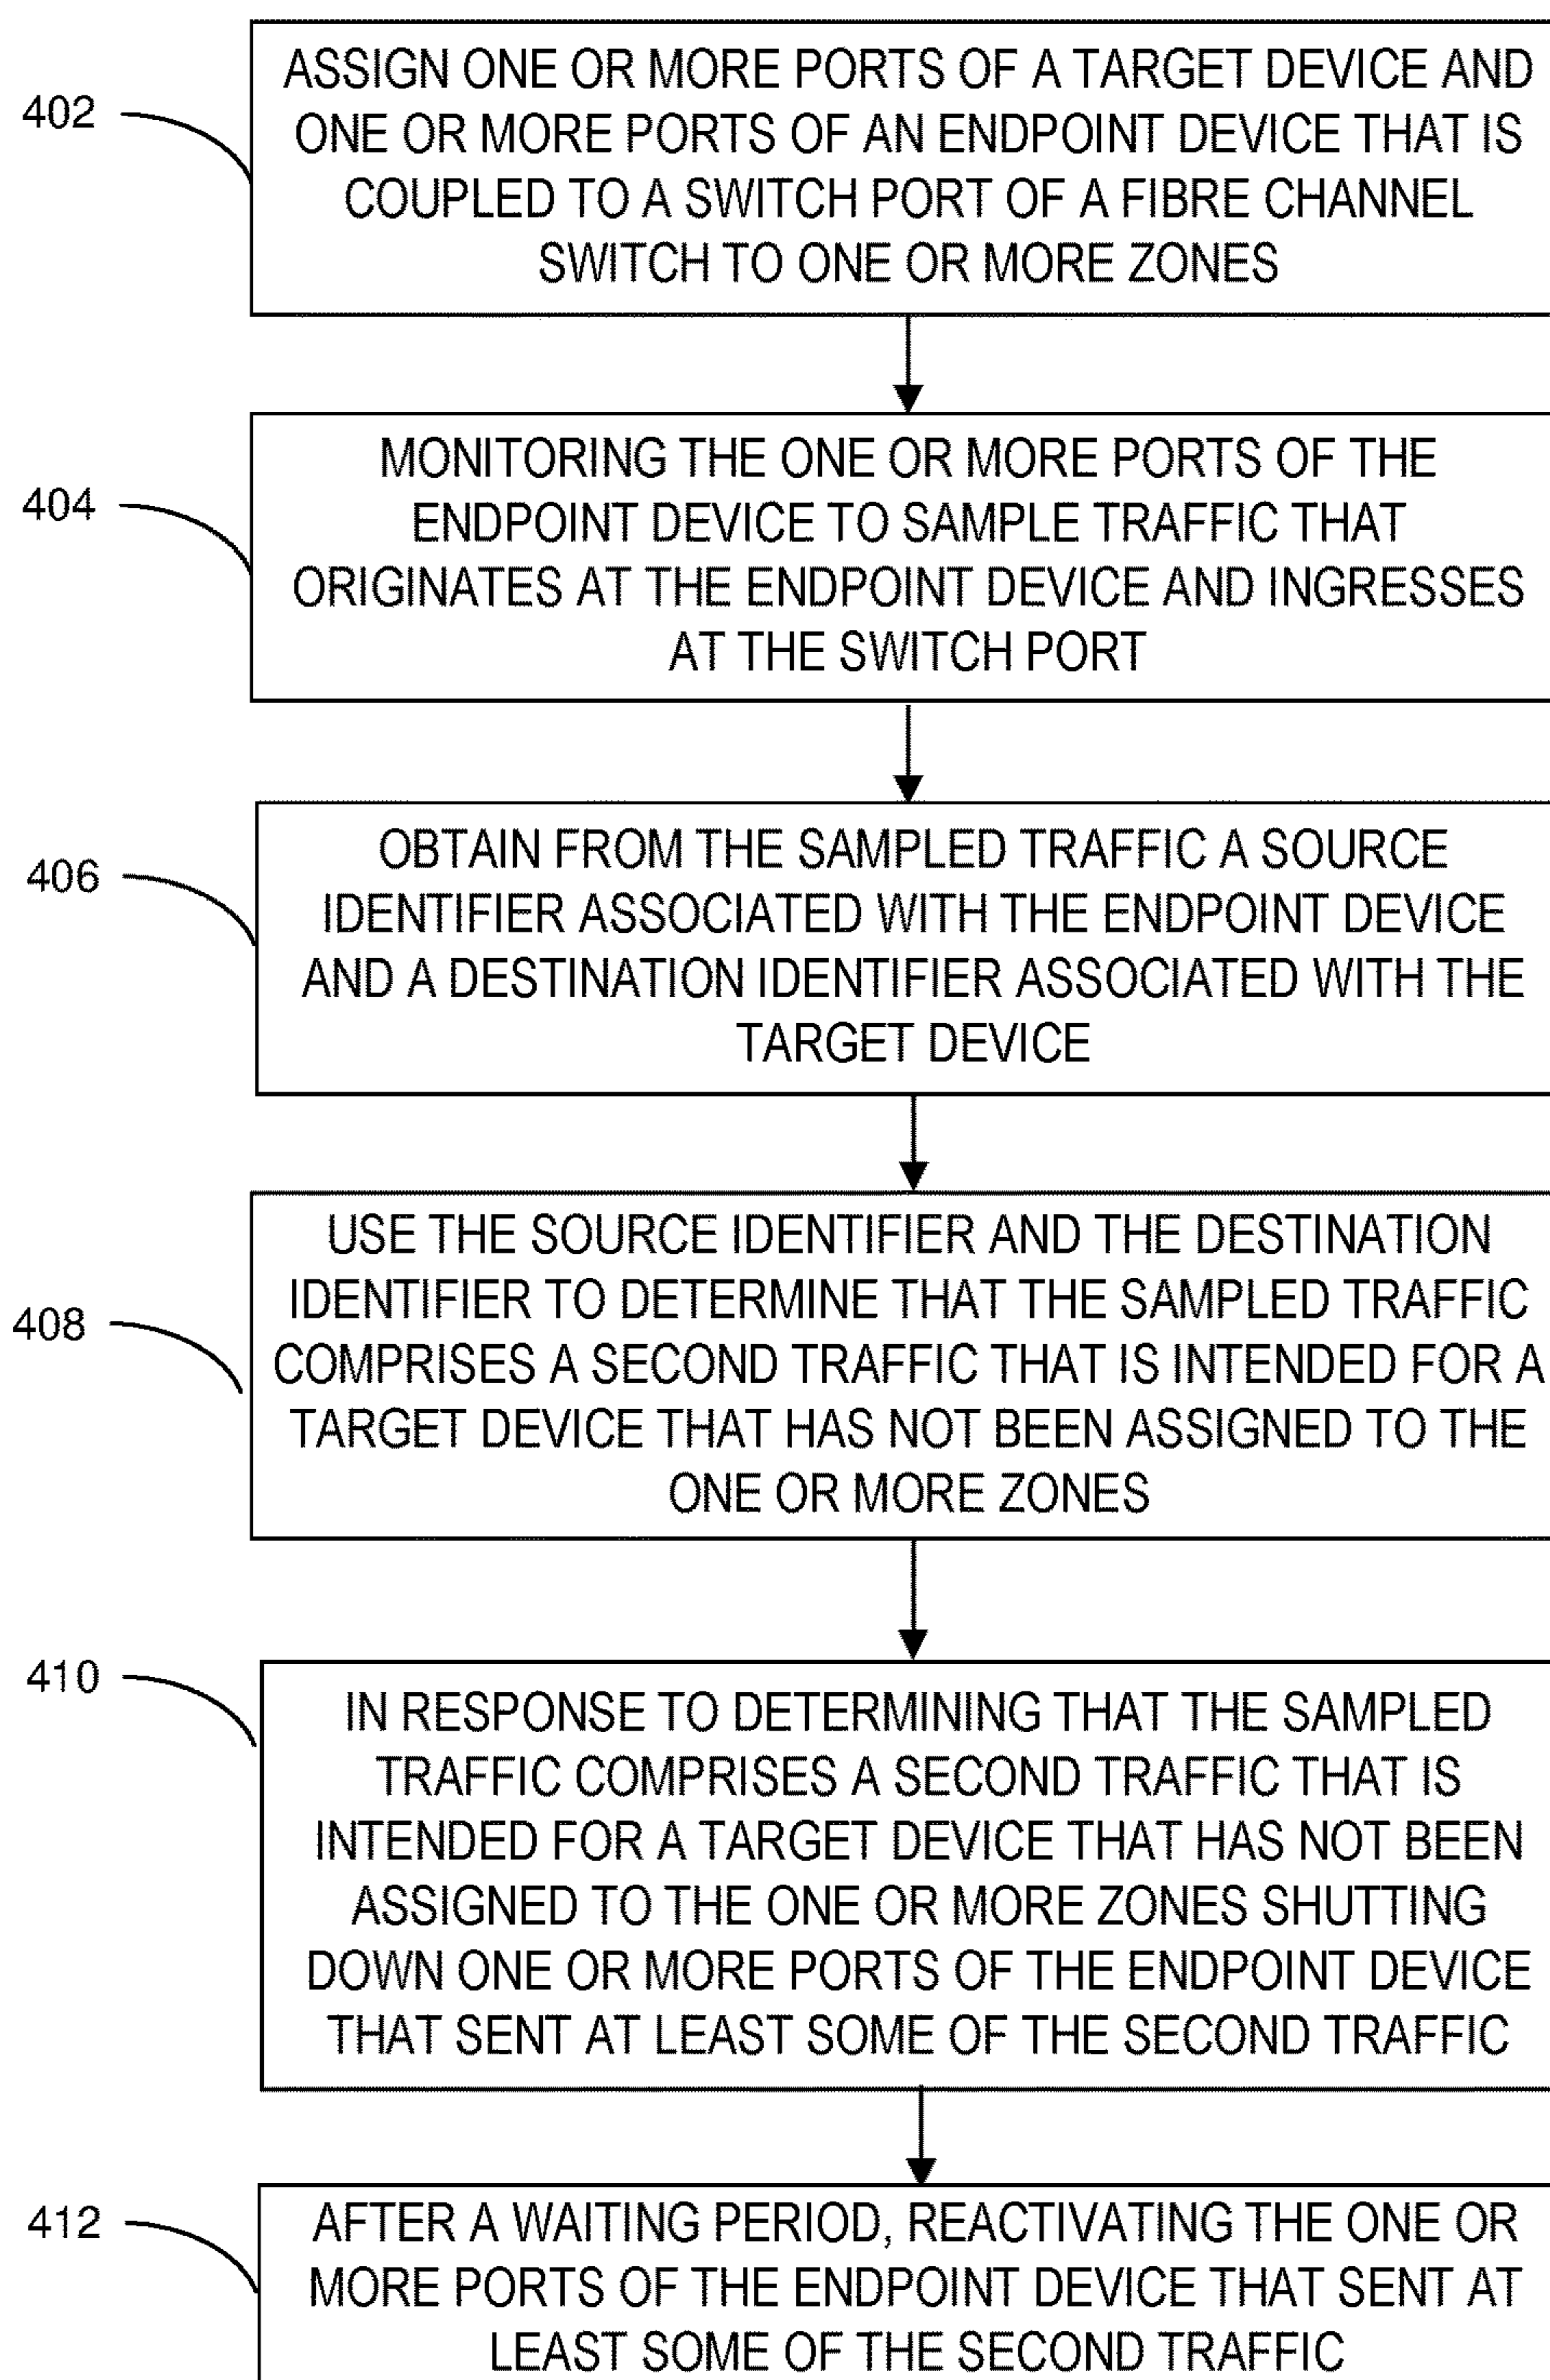 402
ASSIGN ONE OR MORE PORTS OF A TARGET DEVICE AND
ONE OR MORE PORTS OF AN ENDPOINT DEVICE THAT IS
COUPLED TO A SWITCH PORT OF A FIBRE CHANNEL
SWITCH TO ONE OR MORE ZONES
404
MONITORING THE ONE OR MORE PORTS OF THE
ENDPOINT DEVICE TO SAMPLE TRAFFIC THAT
ORIGINATES AT THE ENDPOINT DEVICE AND INGRESSES
AT THE SWITCH PORT
406
OBTAIN FROM THE SAMPLED TRAFFIC A SOURCE
IDENTIFIER ASSOCIATED WITH THE ENDPOINT DEVICE
AND A DESTINATION IDENTIFIER ASSOCIATED WITH THE
TARGET DEVICE
408
USE THE SOURCE IDENTIFIER AND THE DESTINATION
IDENTIFIER TO DETERMINE THAT THE SAMPLED TRAFFIC
COMPRISES A SECOND TRAFFIC THAT IS INTENDED FOR A
TARGET DEVICE THAT HAS NOT BEEN ASSIGNED TO THE
ONE OR MORE ZONES
410
IN RESPONSE TO DETERMINING THAT THE SAMPLED
TRAFFIC COMPRISES A SECOND TRAFFIC THAT IS
INTENDED FOR A TARGET DEVICE THAT HAS NOT BEEN
ASSIGNED TO THE ONE OR MORE ZONES SHUTTING
DOWN ONE OR MORE PORTS OF THE ENDPOINT DEVICE
THAT SENT AT LEAST SOME OF THE SECOND TRAFFIC
412
AFTER A WAITING PERIOD, REACTIVATING THE ONE OR
MORE PORTS OF THE ENDPOINT DEVICE THAT SENT AT
LEAST SOME OF THE SECOND TRAFFIC